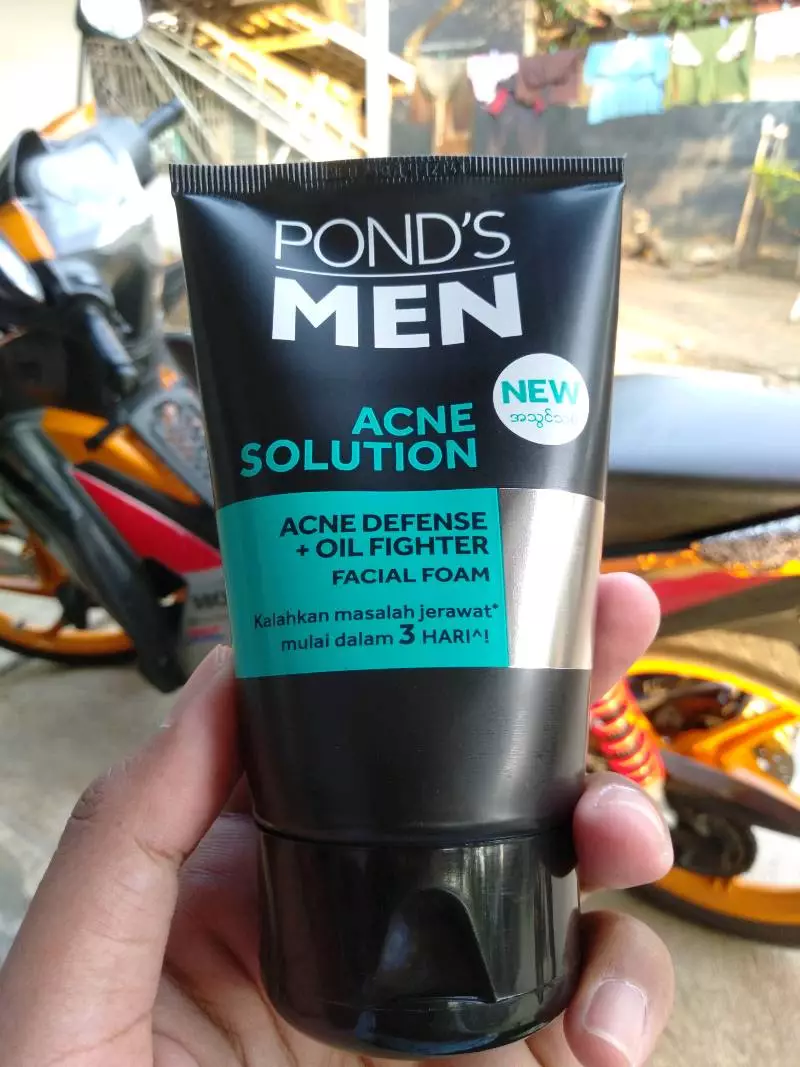 POND'S
MEN
NEW
ACNE
SOLUTION
ACNE DEFENSE
+ OIL FIGHTER
FACIAL FOAM
Kalahkan masalah jerawat*
mulai dalam 3 HARI^!